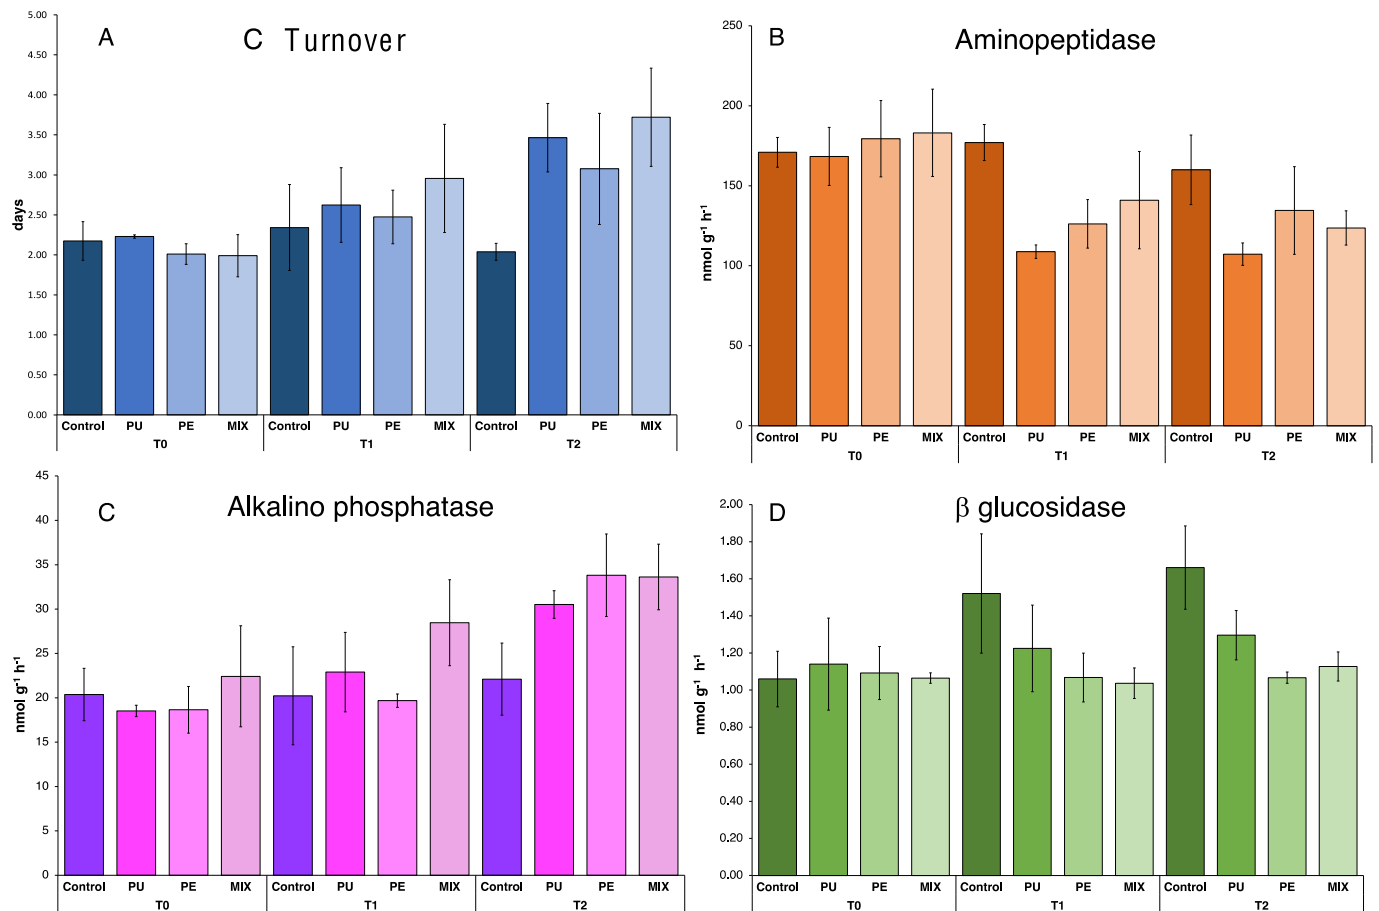 A C Turnover
5.00
4.50
4.00
3.50
3.00
2.50
2.00
1.50
1.00
0.50
0.00
days
Control PU PE MIX Control PU PE MIX Control PU PE MIX
T0 T1 T2
B Aminopeptidase
250
200
150
100
50
0
nmol g-1 h-1
Control PU PE MIX Control PU PE MIX Control PU PE MIX
T0 T1 T2
C Alkalino phosphatase
45
40
35
30
25
20
15
10
5
0
nmol g-1 h-1
Control PU PE MIX Control PU PE MIX Control PU PE MIX
T0 T1 T2
D β glucosidase
2.00
1.80
1.60
1.40
1.20
1.00
0.80
0.60
0.40
0.20
0.00
nmol g-1 h-1
Control PU PE MIX Control PU PE MIX Control PU PE MIX
T0 T1 T2